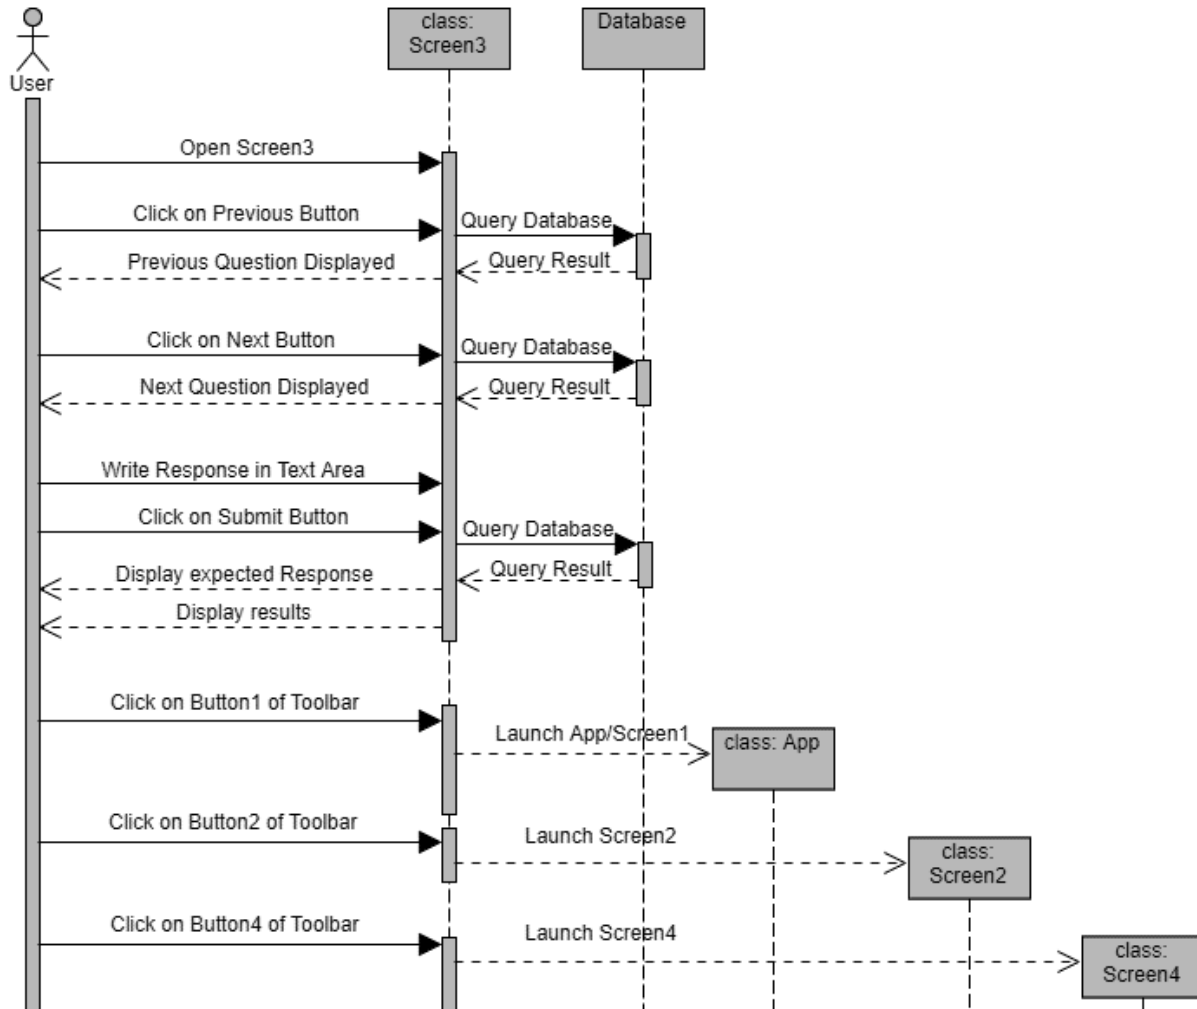 class:
Screen3
Database
User
Open Screen3
Click on Previous Button
Query Database
Previous Question Displayed
Query Result
Click on Next Button
Query Database
Next Question Displayed
Query Result
Write Response in Text Area
Click on Submit Button
Query Database
Display expected Response
Query Result
Display results
Click on Button1 of Toolbar
Launch App/Screen1
class: App
Click on Button2 of Toolbar
Launch Screen2
class:
Screen2
Click on Button4 of Toolbar
Launch Screen4
class:
Screen4